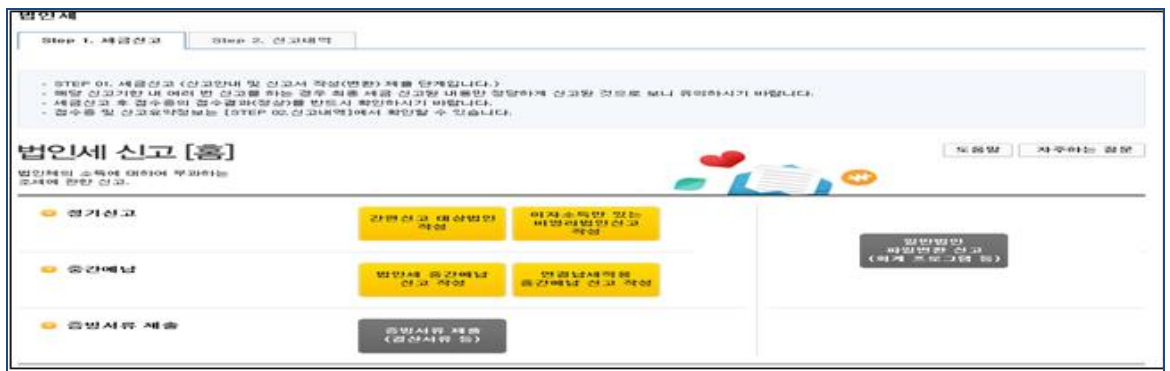 법인세
Step 1. 세금신고
Step 2. 신고내역
- STEP 01. 세금신고 (신고안내 및 신고서 작성(변환) 제출 단계입니다.)
- 해당 신고기한 내 여러 번 신고를 하는 경우 최종 세금 신고된 내용만 정당하게 신고된 것으로 보니 유의하시기 바랍니다.
- 세금신고 후 접수증의 접수결과(정상)를 반드시 확인하시기 바랍니다.
- 접수증 및 신고요약정보는 [STEP 02.신고내역]에서 확인할 수 있습니다.
법인세 신고 [홈]
도움말
자주하는 질문
법인체의 소득에 대하여 부과하는
조세에 관한 신고.
정기신고
간편신고 대상법인
작성
이자소득만 있는
비영리법인신고
작성
일반법인
파일변환 신고
(회계 프로그램 등)
중간예납
법인세 중간예납
신고 작성
연결납세적용
중간예납 신고 작성
증빙서류 제출
증빙서류 제출
(결산서류 등)